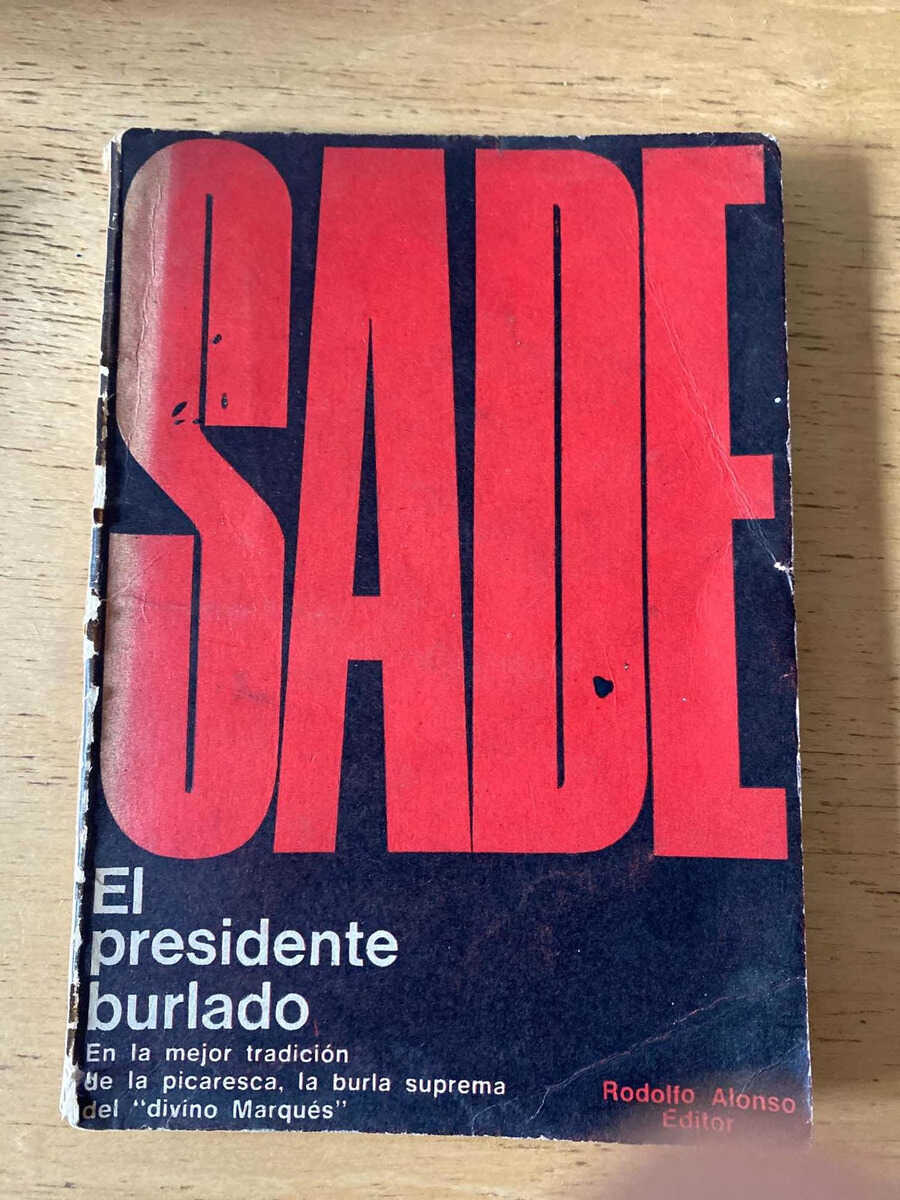 SADE
El
presidente
burlado
En la mejor tradición
de la picaresca, la burla suprema
del "divino Marqués"
Rodolfo Alonso
Editor